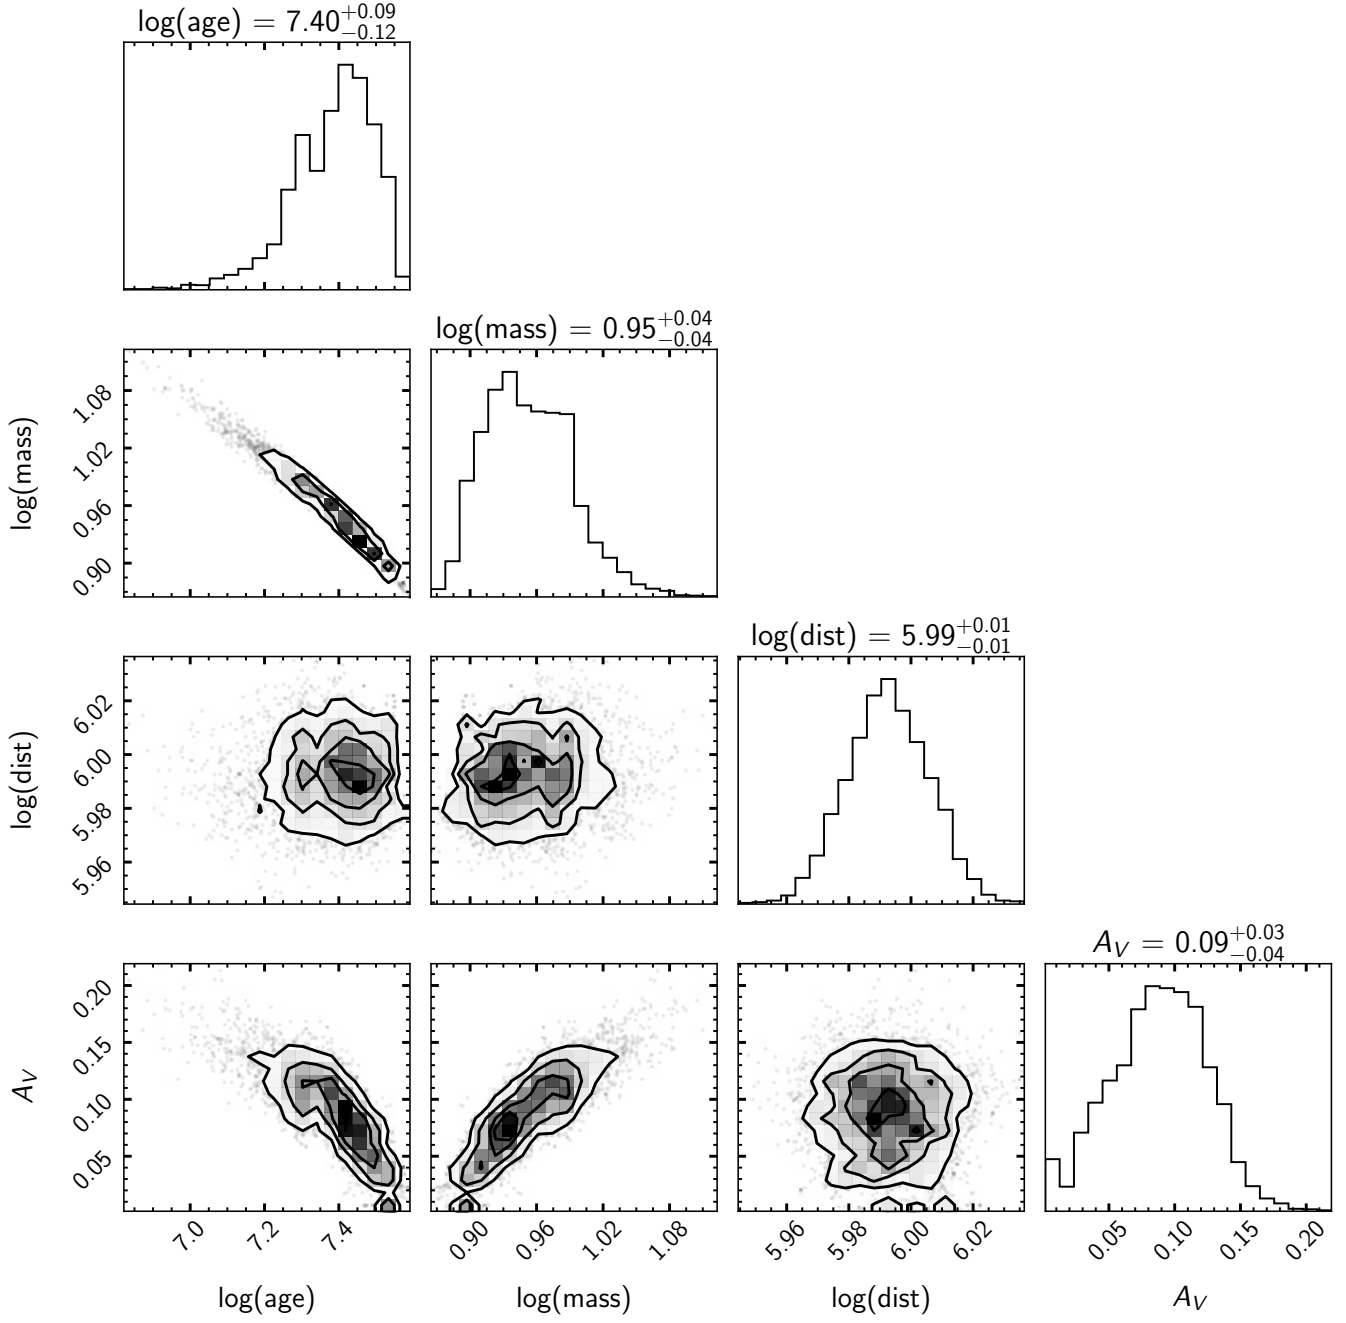 log(age) = 7.40+0.09 −0.12
log(mass) = 0.95+0.04 −0.04
1.08
1.02
0.96
0.90
log(mass)
log(dist) = 5.99+0.01 −0.01
6.02
6.00
5.98
5.96
log(dist)
AV = 0.09+0.03 −0.04
0.20
0.15
0.10
0.05
AV
7.0 7.2 7.4
0.90 0.96 1.02 1.08
5.96 5.98 6.00 6.02
0.05 0.10 0.15 0.20
log(age) log(mass) log(dist) AV